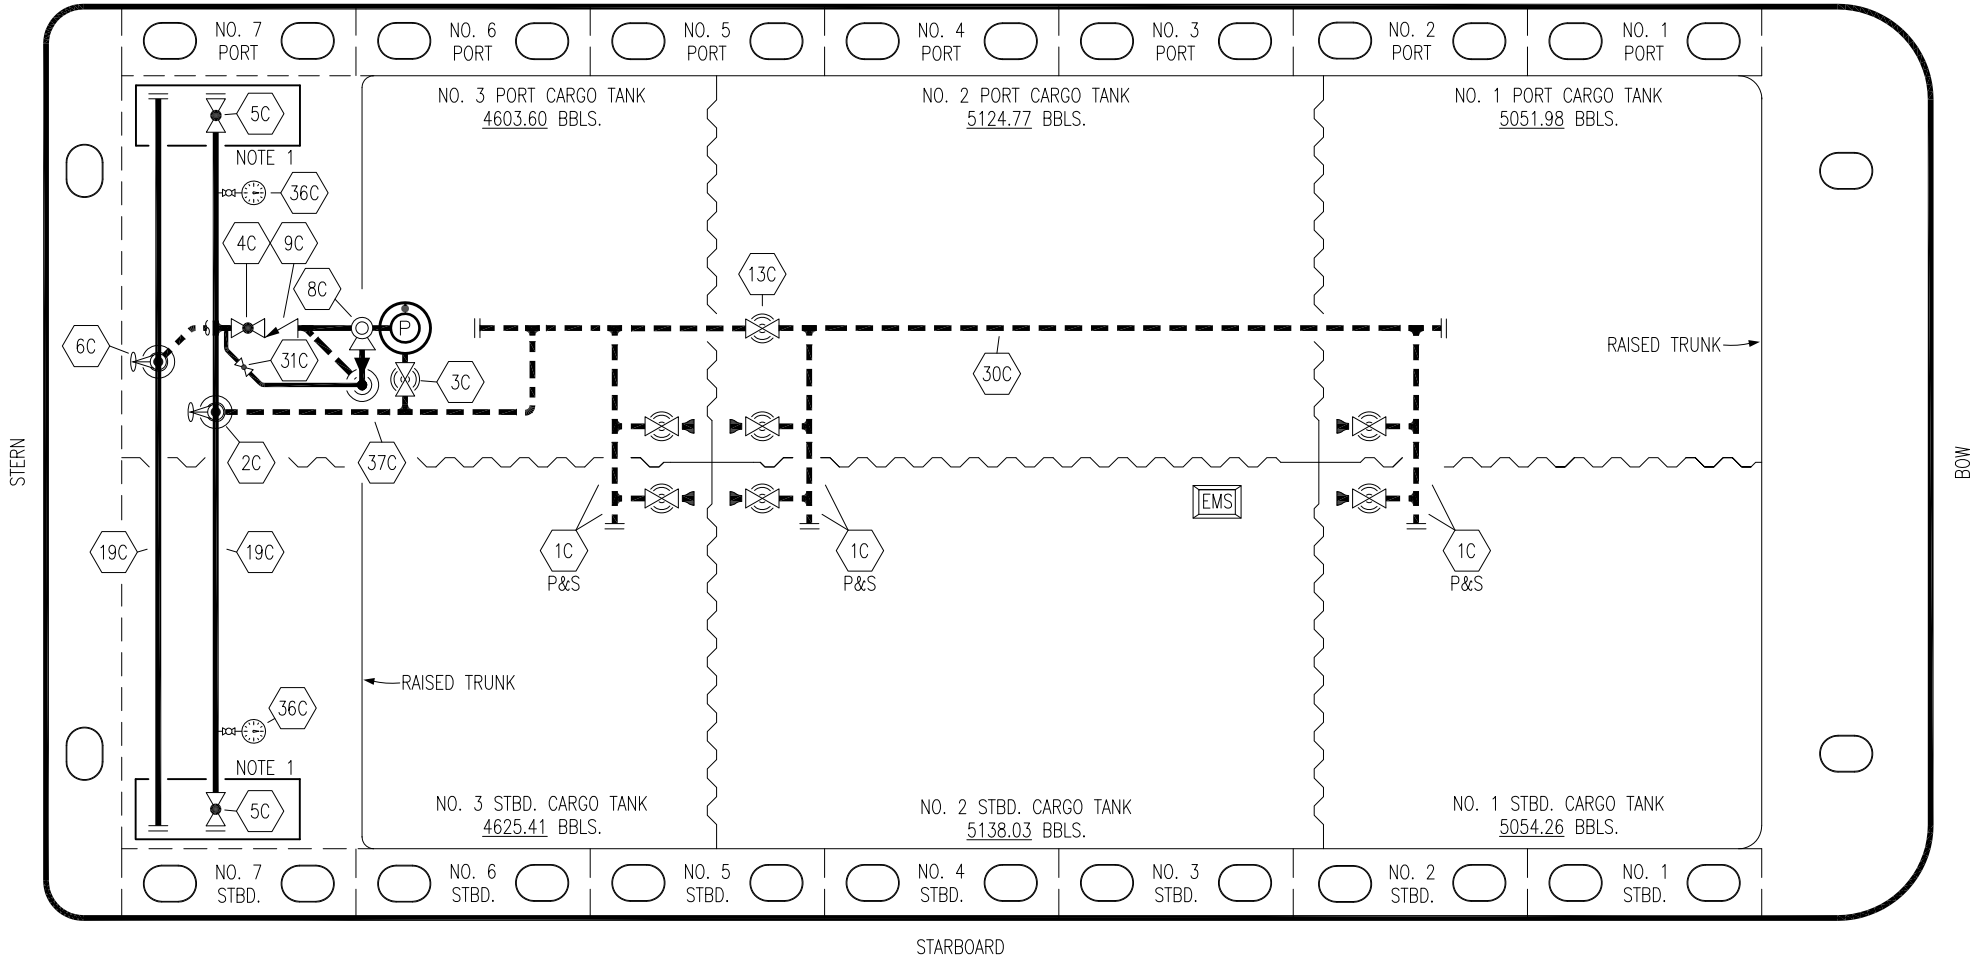 NO. 7
PORT
NO. 6
PORT
NO. 5
PORT
NO. 4
PORT
NO. 3
PORT
NO. 2
PORT
NO. 1
PORT
NO. 3 PORT CARGO TANK
4603.60 BBLS.
NO. 2 PORT CARGO TANK
5124.77 BBLS.
NO. 1 PORT CARGO TANK
5051.98 BBLS.
5C
NOTE 1
36C
4C
9C
8C
13C
P
6C
31C
3C
30C
RAISED TRUNK
2C
37C
STERN
BOW
EMS
19C
19C
1C
P&S
1C
P&S
1C
P&S
RAISED TRUNK
36C
NOTE 1
5C
NO. 3 STBD. CARGO TANK
4625.41 BBLS.
NO. 2 STBD. CARGO TANK
5138.03 BBLS.
NO. 1 STBD. CARGO TANK
5054.26 BBLS.
NO. 7
STBD.
NO. 6
STBD.
NO. 5
STBD.
NO. 4
STBD.
NO. 3
STBD.
NO. 2
STBD.
NO. 1
STBD.
STARBOARD